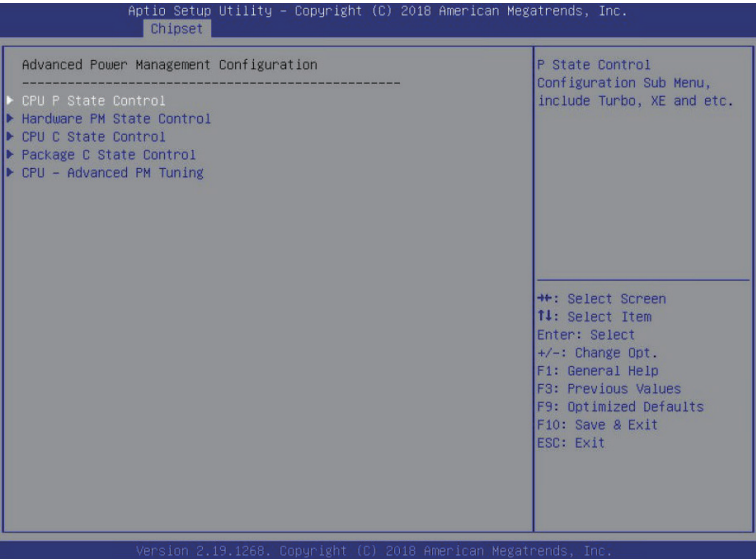 Aptio Setup Utility – Copyright (C) 2018 American Megatrends, Inc.
Chipset
Advanced Power Management Configuration
--------------------------------------------------
CPU P State Control
Hardware PM State Control
CPU C State Control
Package C State Control
CPU – Advanced PM Tuning
P State Control
Configuration Sub Menu,
include Turbo, XE and etc.
→←: Select Screen
↑↓: Select Item
Enter: Select
+/-: Change Opt.
F1: General Help
F3: Previous Values
F9: Optimized Defaults
F10: Save & Exit
ESC: Exit
Version 2.19.1268. Copyright (C) 2018 American Megatrends, Inc.